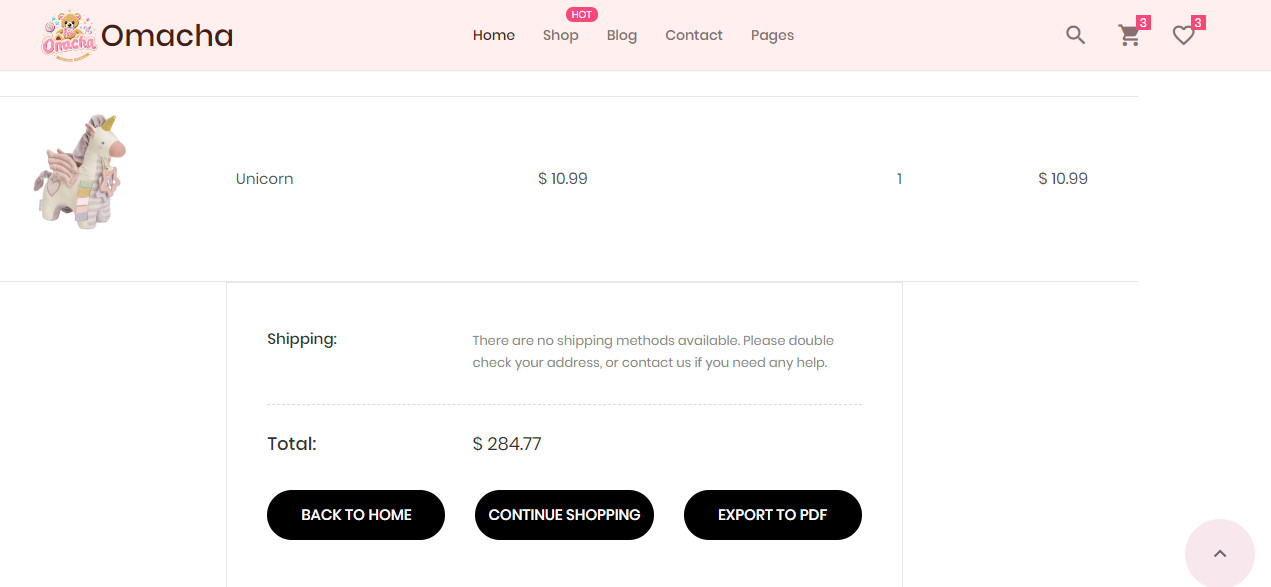 HOT
Omacha
Omacha
Home Shop Blog Contact Pages
3 3
Unicorn $ 10.99 1 $ 10.99
Shipping: There are no shipping methods available. Please double
check your address, or contact us if you need any help.
Total: $ 284.77
BACK TO HOME CONTINUE SHOPPING EXPORT TO PDF